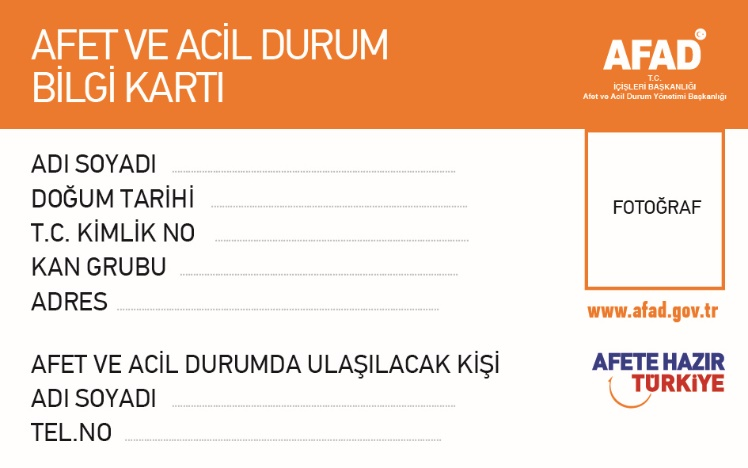 AFET VE ACİL DURUM
BİLGİ KARTI
AFAD
T.C.
İÇİŞLERİ BAŞKANLIĞI
Afet ve Acil Durum Yönetimi Başkanlığı
ADI SOYADI
DOĞUM TARİHİ
T.C. KİMLİK NO
KAN GRUBU
ADRES
FOTOĞRAF
www.afad.gov.tr
AFET VE ACİL DURUMDA ULAŞILACAK KİŞİ
ADI SOYADI
TEL.NO
AFETE HAZIR
TÜRKİYE